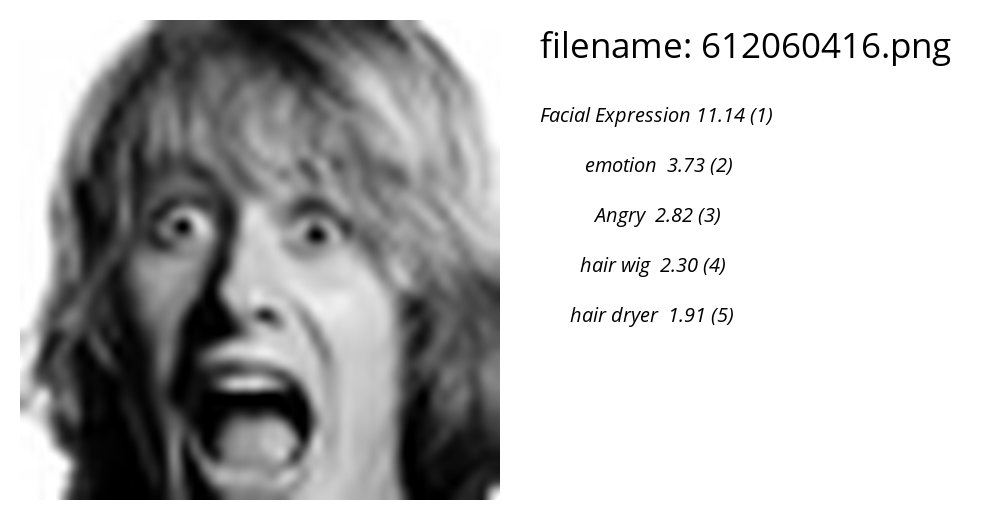 filename: 612060416.png
Facial Expression 11.14 (1)
emotion 3.73 (2)
Angry 2.82 (3)
hair wig 2.30 (4)
hair dryer 1.91 (5)